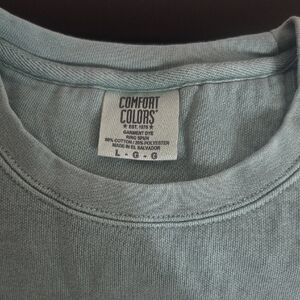 COMFORT
COLORS®
★ EST. 1975 ★
GARMENT DYE
RING SPUN
80% COTTON / 20% POLYESTER
MADE IN EL SALVADOR
L - G - G